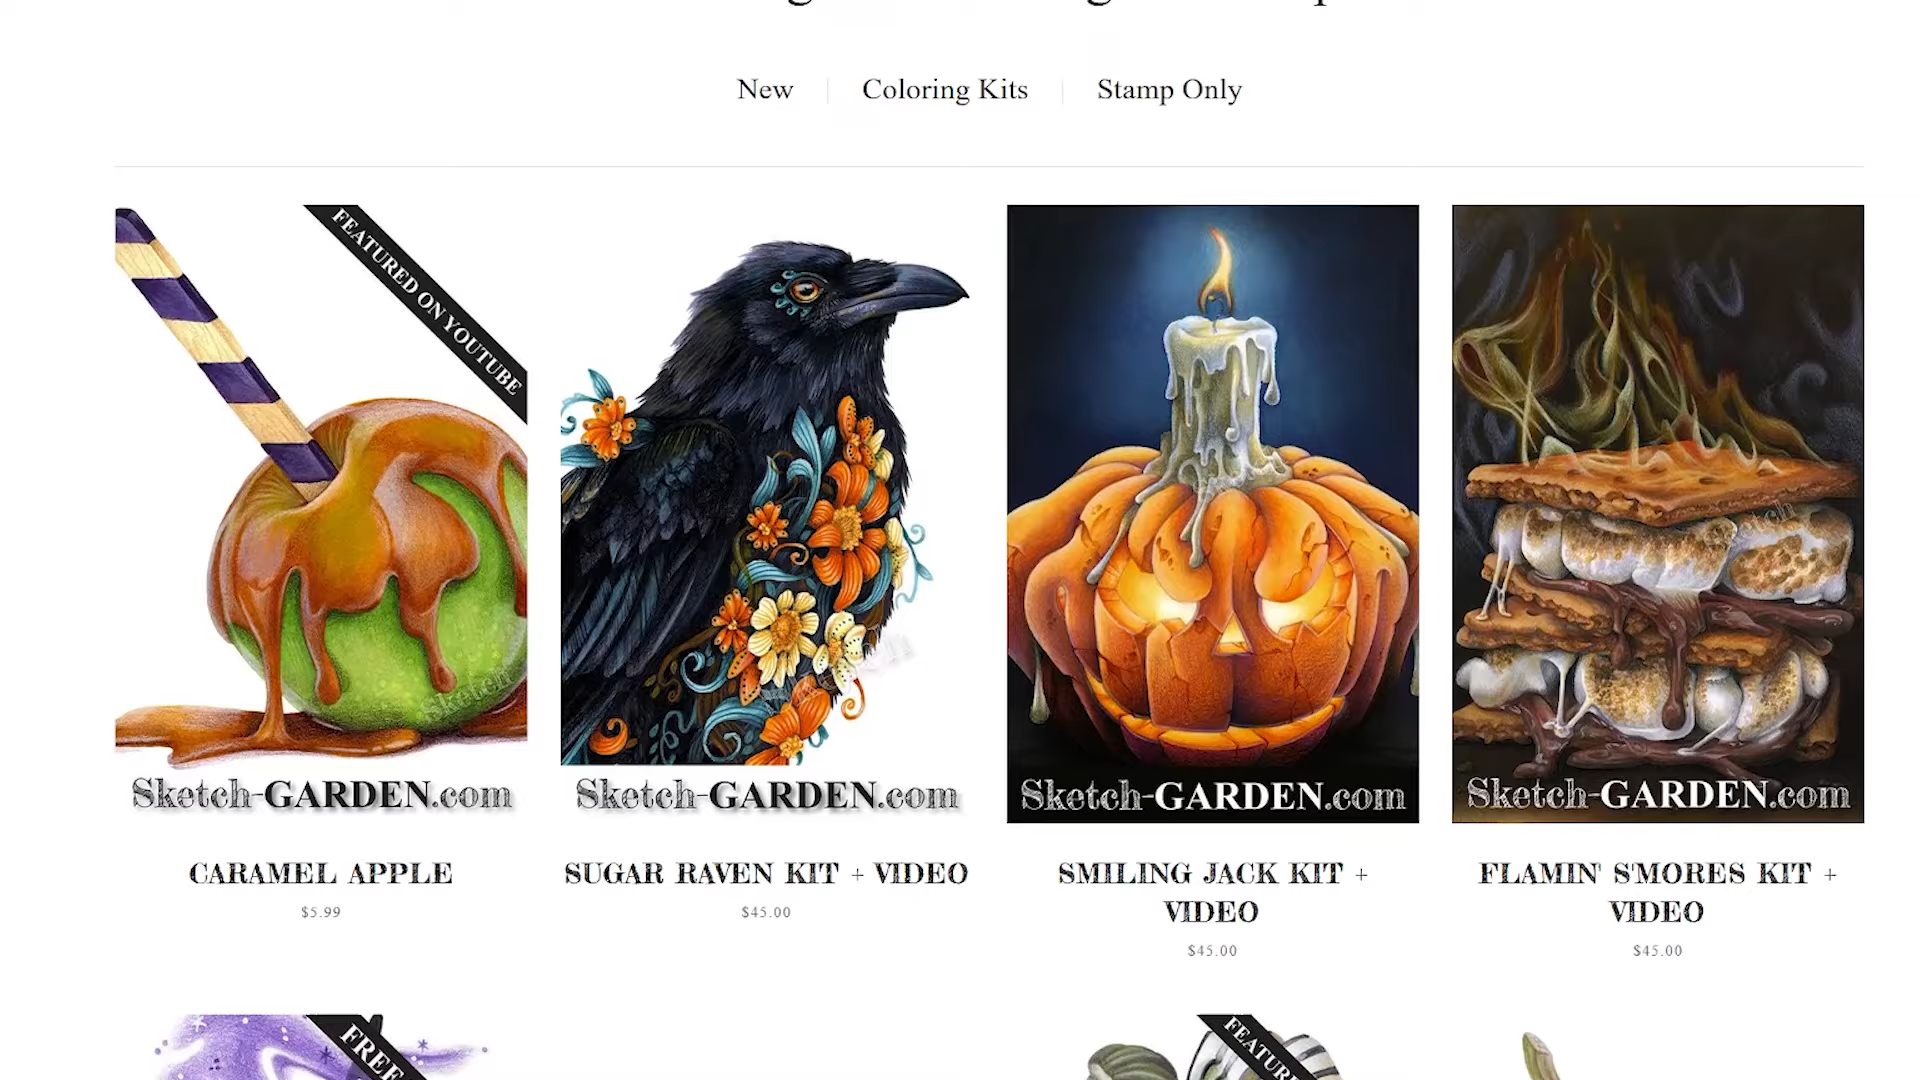 New
Coloring Kits
Stamp Only
FEATURED ON YOUTUBE
Sketch-GARDEN.com
Sketch-GARDEN.com
Sketch-GARDEN.com
Sketch-GARDEN.com
CARAMEL APPLE
$5.99
SUGAR RAVEN KIT + VIDEO
$45.00
SMILING JACK KIT +
VIDEO
$45.00
FLAMIN' S'MORES KIT +
VIDEO
$45.00
FREE